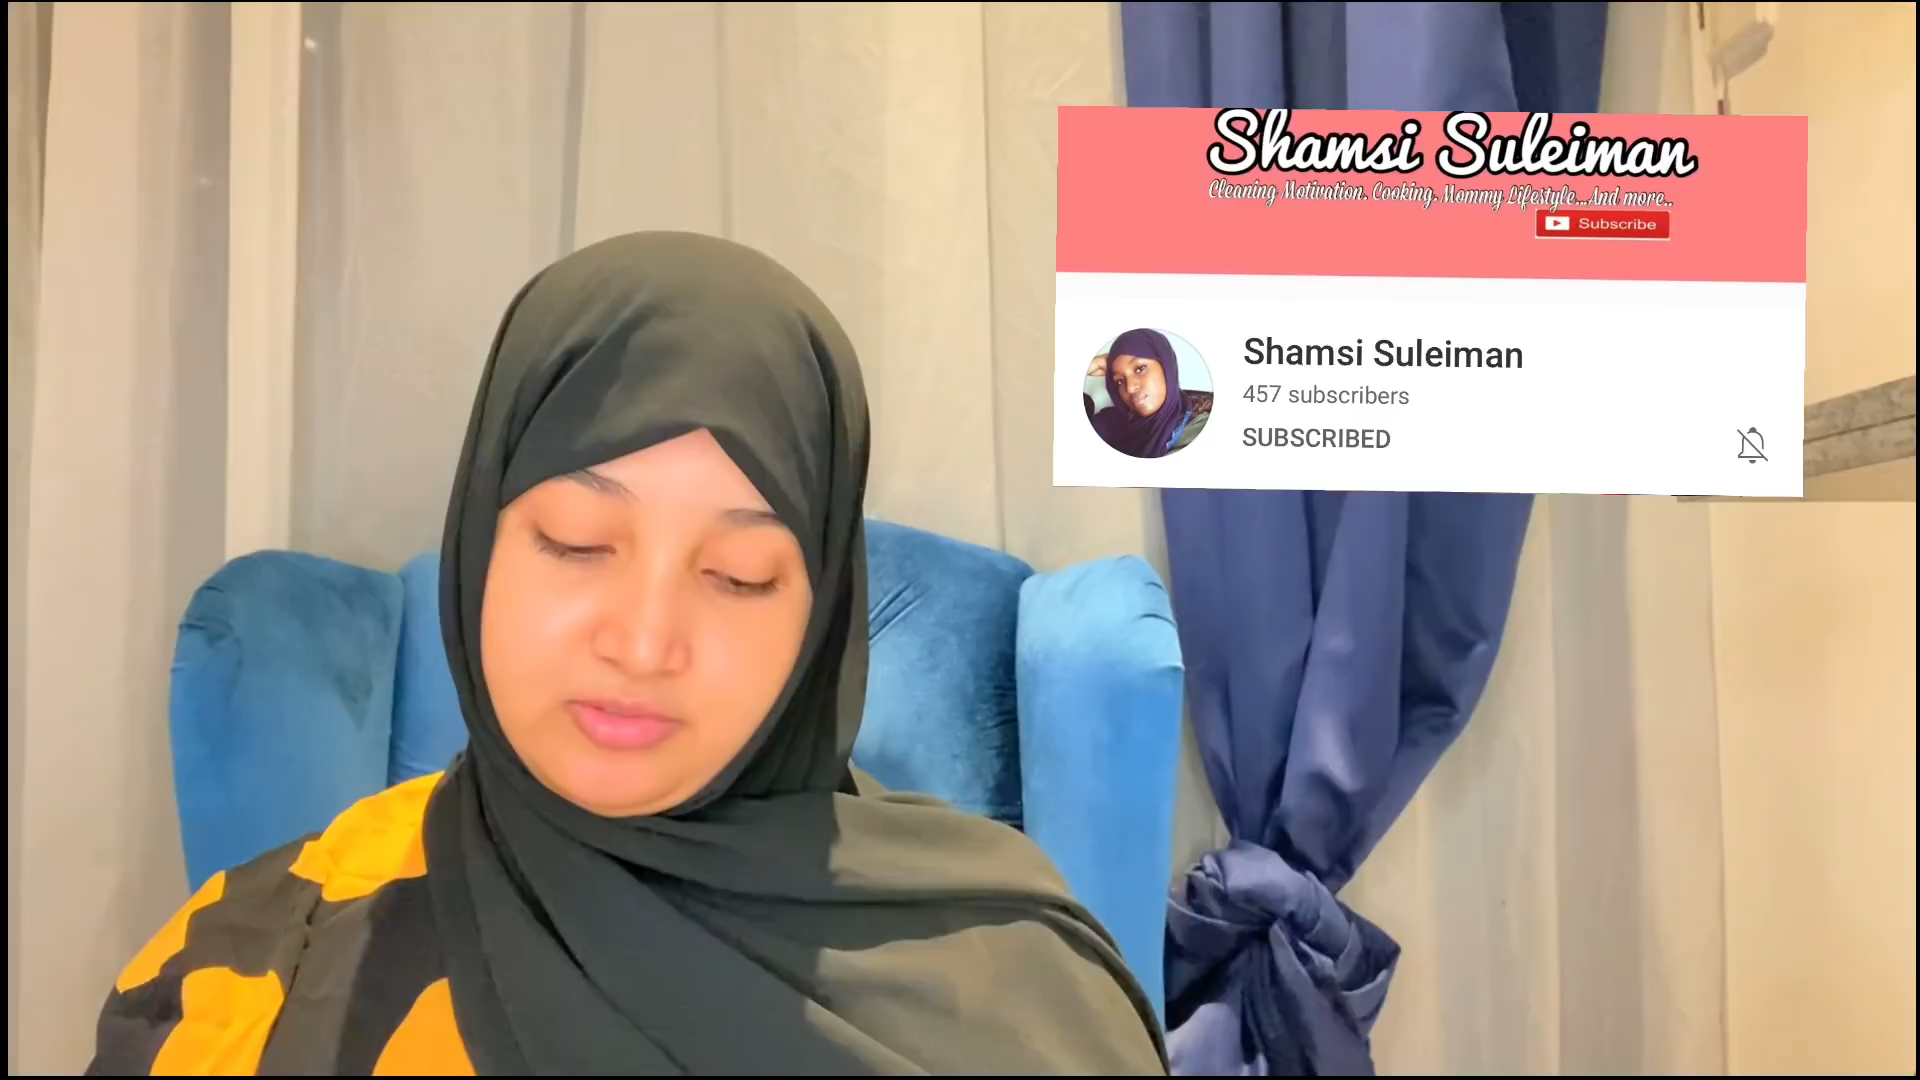 Shamsi Suleiman
Cleaning Motivation, Cooking, Mommy Lifestyle...And more..
Subscribe
Shamsi Suleiman
457 subscribers
SUBSCRIBED